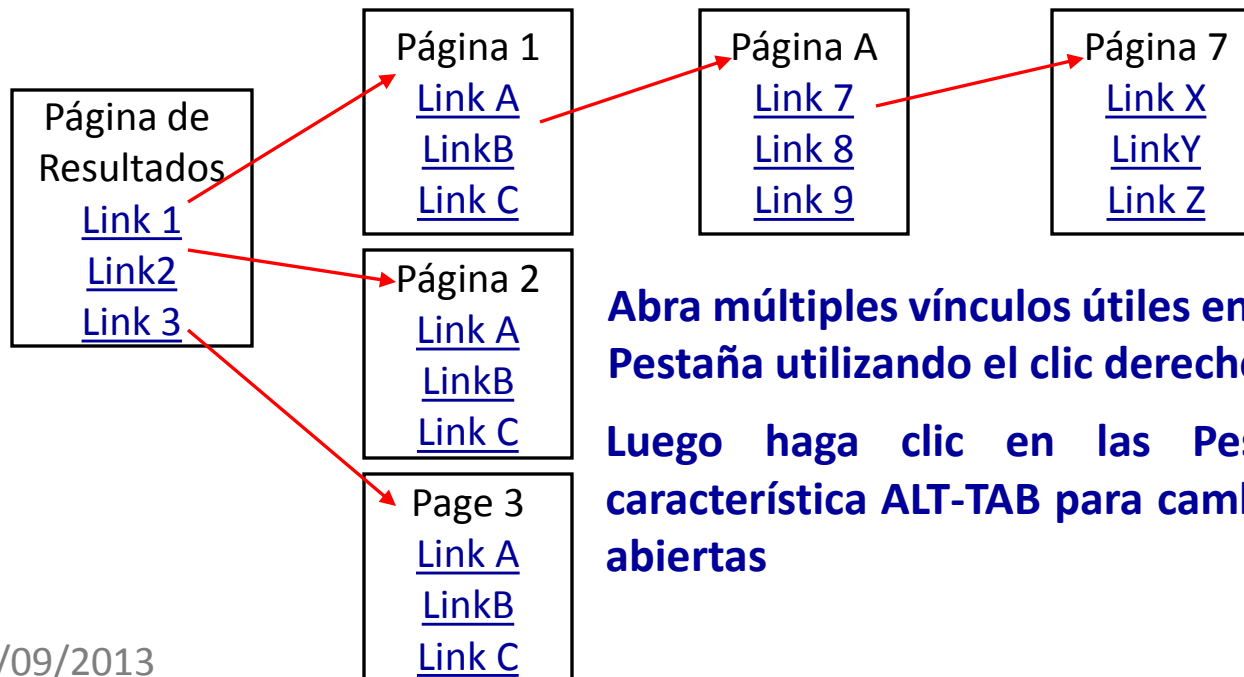 Página de
Resultados
Link 1
Link2
Link 3
Página 1
Link A
LinkB
Link C
Página A
Link 7
Link 8
Link 9
Página 7
Link X
LinkY
Link Z
Página 2
Link A
LinkB
Link C
Page 3
Link A
LinkB
Link C
Abra múltiples vínculos útiles en
Pestaña utilizando el clic derech
Luego haga clic en las
característica ALT-TAB para
abiertas
/09/2013